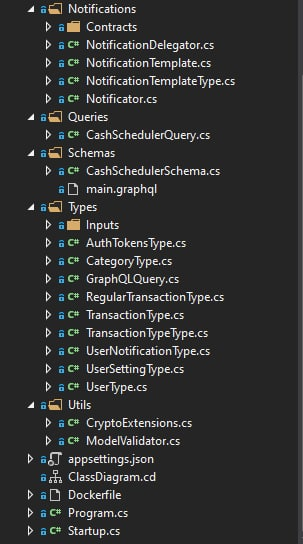 Notifications
Contracts
C# NotificationDelegator.cs
C# NotificationTemplate.cs
C# NotificationTemplateType.cs
C# Notificator.cs
Queries
C# CashSchedulerQuery.cs
Schemas
C# CashSchedulerSchema.cs
main.graphql
Types
Inputs
C# AuthTokensType.cs
C# CategoryType.cs
C# GraphQLQuery.cs
C# RegularTransactionType.cs
C# TransactionType.cs
C# TransactionTypeType.cs
C# UserNotificationType.cs
C# UserSettingType.cs
C# UserType.cs
Utils
C# CryptoExtensions.cs
C# ModelValidator.cs
appsettings.json
ClassDiagram.cd
Dockerfile
C# Program.cs
C# Startup.cs